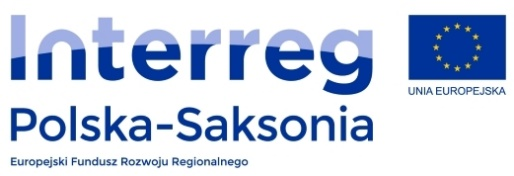 Interreg
UNIA EUROPEJSKA
Polska-Saksonia
Europejski Fundusz Rozwoju Regionalnego